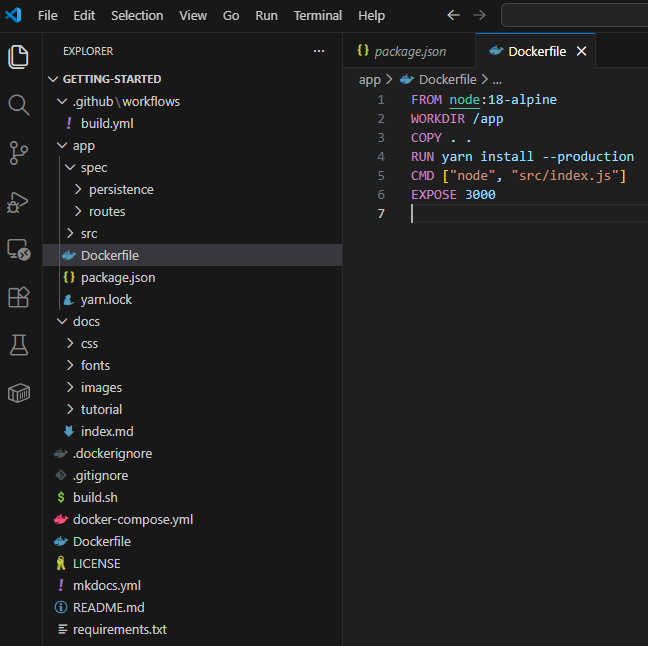 File Edit Selection View Go Run Terminal Help
EXPLORER ...
GETTING-STARTED
.github\workflows
! build.yml
app
spec
persistence
routes
src
Dockerfile
{} package.json
yarn.lock
docs
css
fonts
images
tutorial
index.md
.dockerignore
.gitignore
$ build.sh
docker-compose.yml
Dockerfile
LICENSE
! mkdocs.yml
README.md
requirements.txt
{} package.json
Dockerfile
app > Dockerfile > ...
1 FROM node:18-alpine
2 WORKDIR /app
3 COPY . .
4 RUN yarn install --production
5 CMD ["node", "src/index.js"]
6 EXPOSE 3000
7